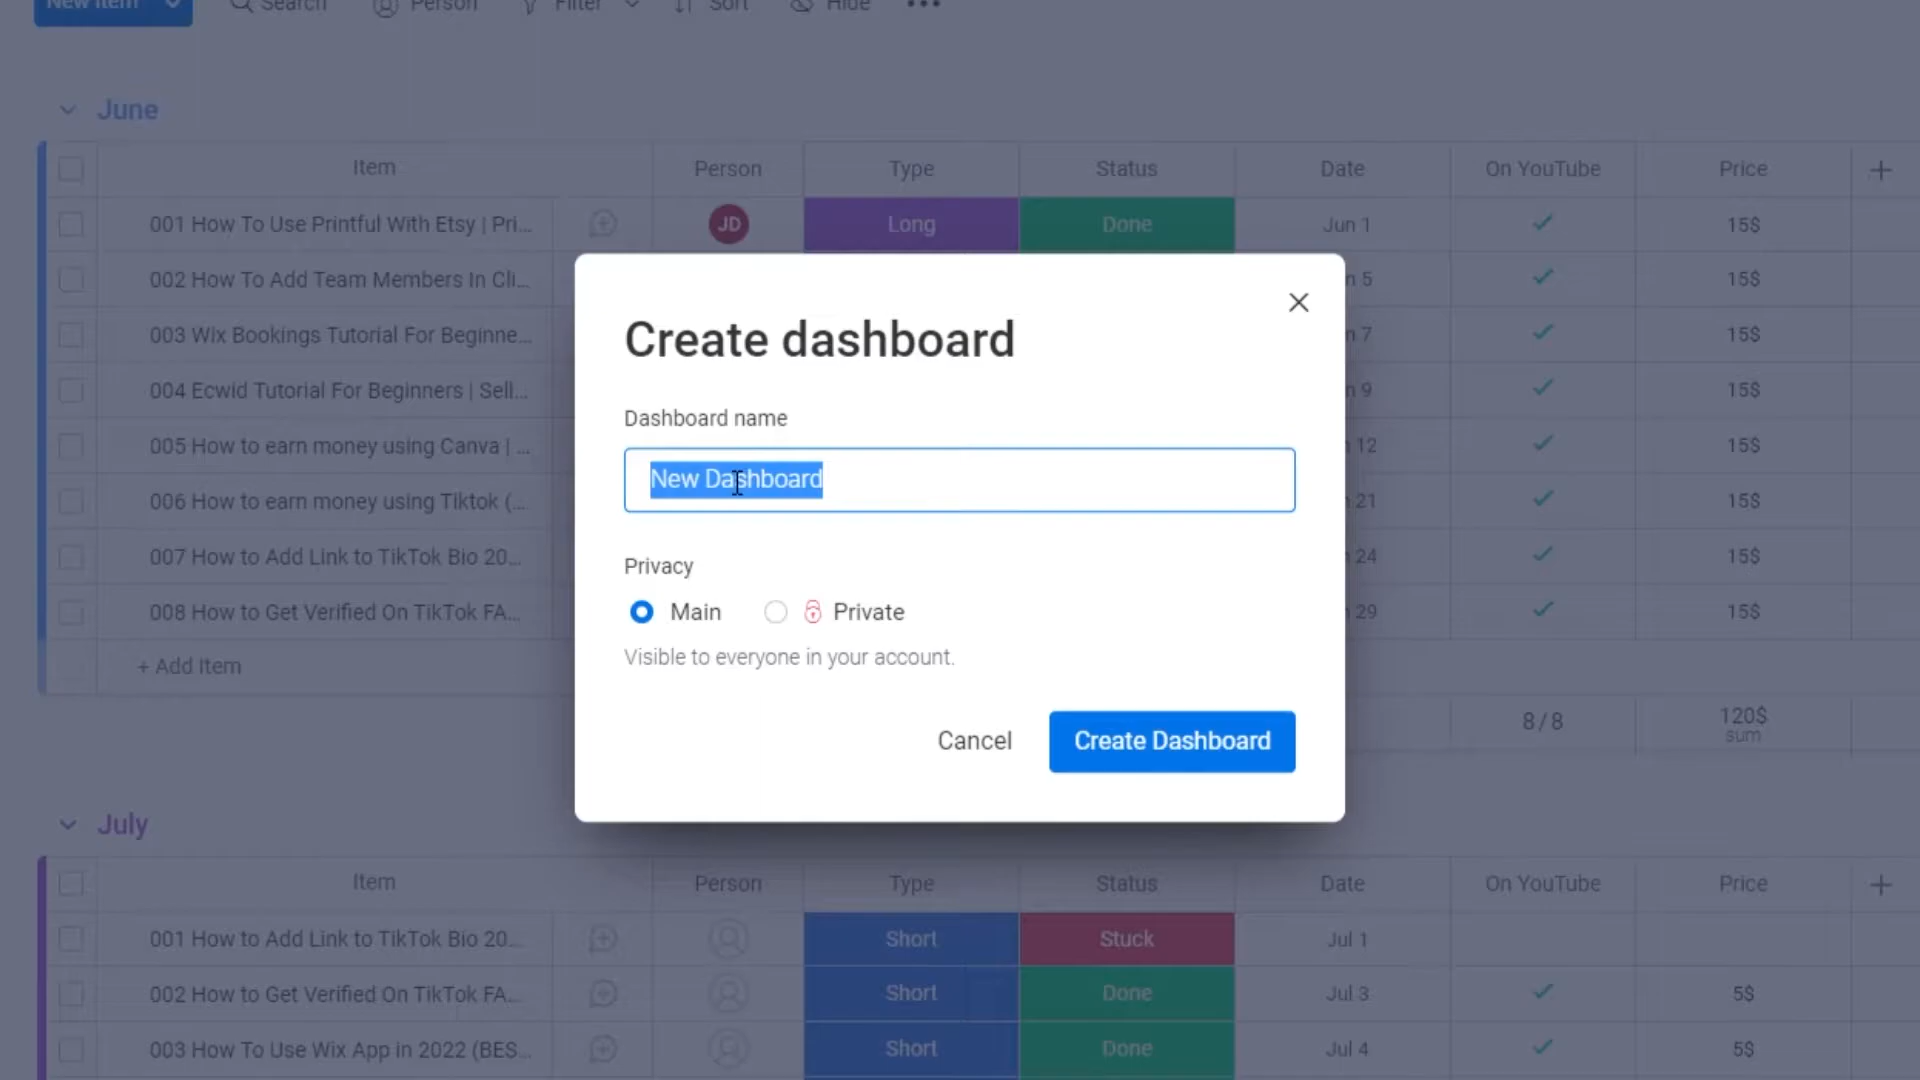 New Item Search Person Filter Sort Hide
June
Item Person Type Status Date On YouTube Price
001 How To Use Printful With Etsy | Pri... JD Long Done Jun 1 15$
002 How To Add Team Members In Cli... n 5 15$
003 Wix Bookings Tutorial For Beginne... n 7 15$
004 Ecwid Tutorial For Beginners | Sell... n 9 15$
005 How to earn money using Canva | ... 12 15$
006 How to earn money using Tiktok (... 21 15$
007 How to Add Link to TikTok Bio 20... 24 15$
008 How to Get Verified On TikTok FA... 29 15$
+ Add Item
8 / 8 120$
sum
Create dashboard
Dashboard name
New Dashboard
Privacy
Main Private
Visible to everyone in your account.
Cancel Create Dashboard
July
Item Person Type Status Date On YouTube Price
001 How to Add Link to TikTok Bio 20... Short Stuck Jul 1
002 How to Get Verified On TikTok FA... Short Done Jul 3 5$
003 How To Use Wix App in 2022 (BES... Short Done Jul 4 5$